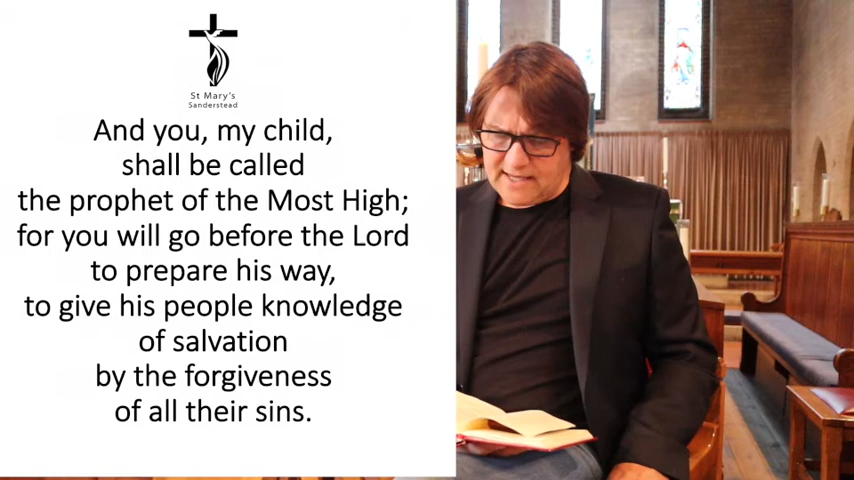 St Mary's
Sanderstead
And you, my child,
shall be called
the prophet of the Most High;
for you will go before the Lord
to prepare his way,
to give his people knowledge
of salvation
by the forgiveness
of all their sins.